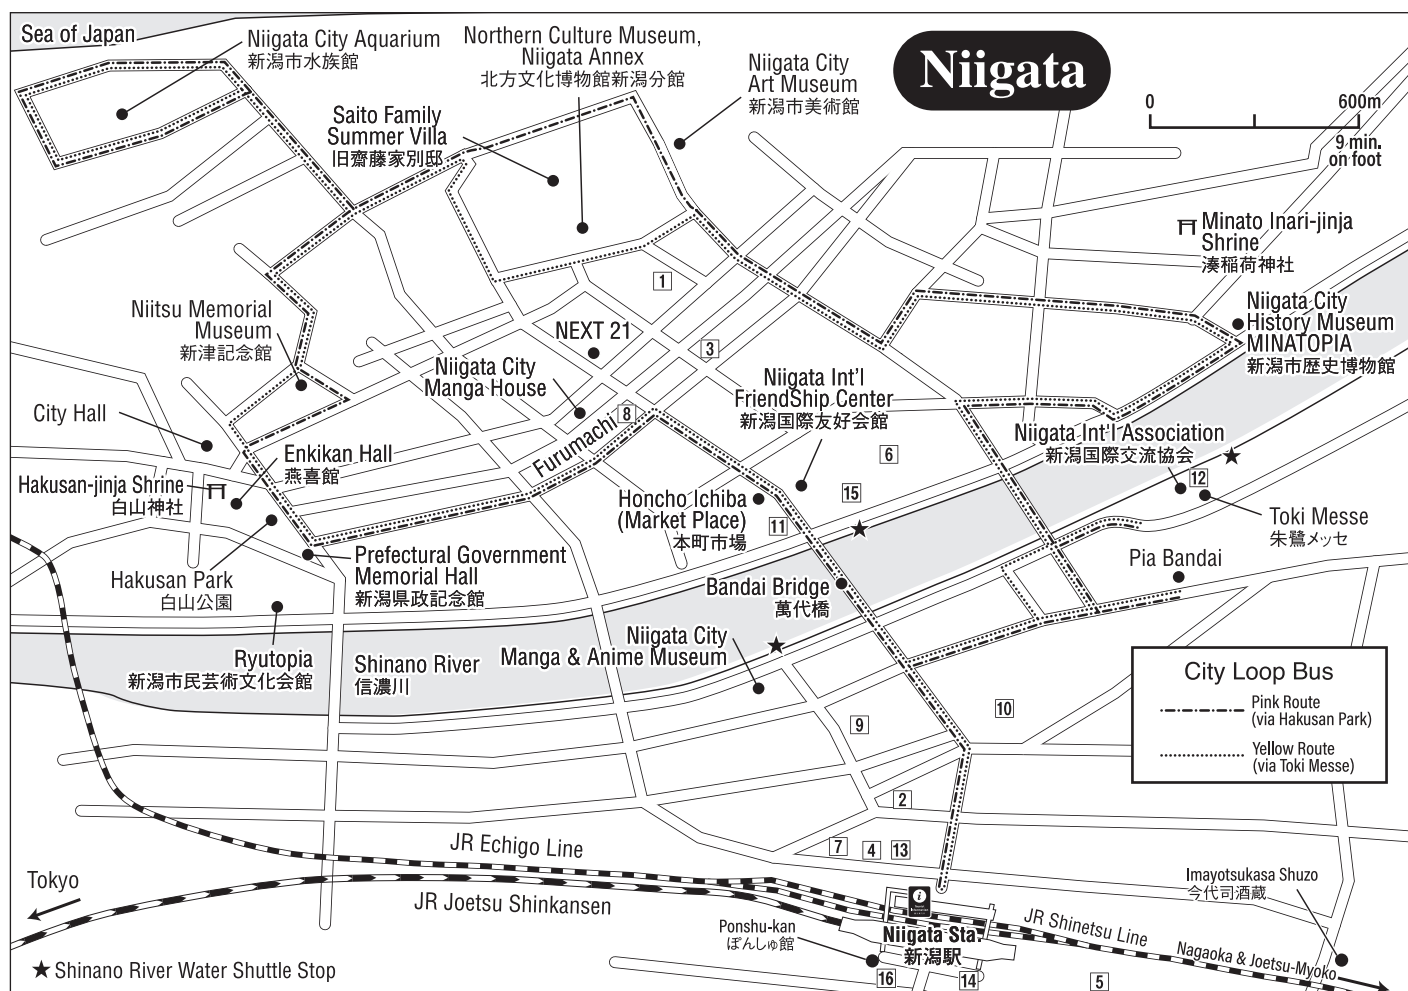 Sea of Japan
Niigata City Aquarium
新潟市水族館
Northern Culture Museum,
Niigata Annex
北方文化博物館新潟分館
Niigata City
Art Museum
新潟市美術館
Niigata
0 600m
9 min.
on foot
Saito Family
Summer Villa
旧齋藤家別邸
Minato Inari-jinja
Shrine
湊稲荷神社
1
Niitsu Memorial
Museum
新津記念館
NEXT 21
3
Niigata City
History Museum
MINATOPIA
新潟市歴史博物館
Niigata City
Manga House
Niigata Int'l
FriendShip Center
新潟国際友好会館
City Hall
8
Furumachi
Enkikan Hall
燕喜館
6
Niigata Int'l Association
新潟国際交流協会
Hakusan-jinja Shrine
白山神社
Honcho Ichiba
(Market Place)
本町市場
11
15
12
Toki Messe
朱鷺メッセ
Hakusan Park
白山公園
Prefectural Government
Memorial Hall
新潟県政記念館
Bandai Bridge
萬代橋
Pia Bandai
Ryutopia
新潟市民芸術文化会館
Shinano River
信濃川
Niigata City
Manga & Anime Museum
City Loop Bus
Pink Route
(via Hakusan Park)
Yellow Route
(via Toki Messe)
9
10
2
7
4
13
JR Echigo Line
Tokyo
JR Joetsu Shinkansen
Imayotsukasa Shuzo
今代司酒蔵
i
Ponshu-kan
ぽんしゅ館
Niigata Sta.
新潟駅
JR Shinetsu Line
Nagaoka & Joetsu-Myoko
★ Shinano River Water Shuttle Stop
16
14
5